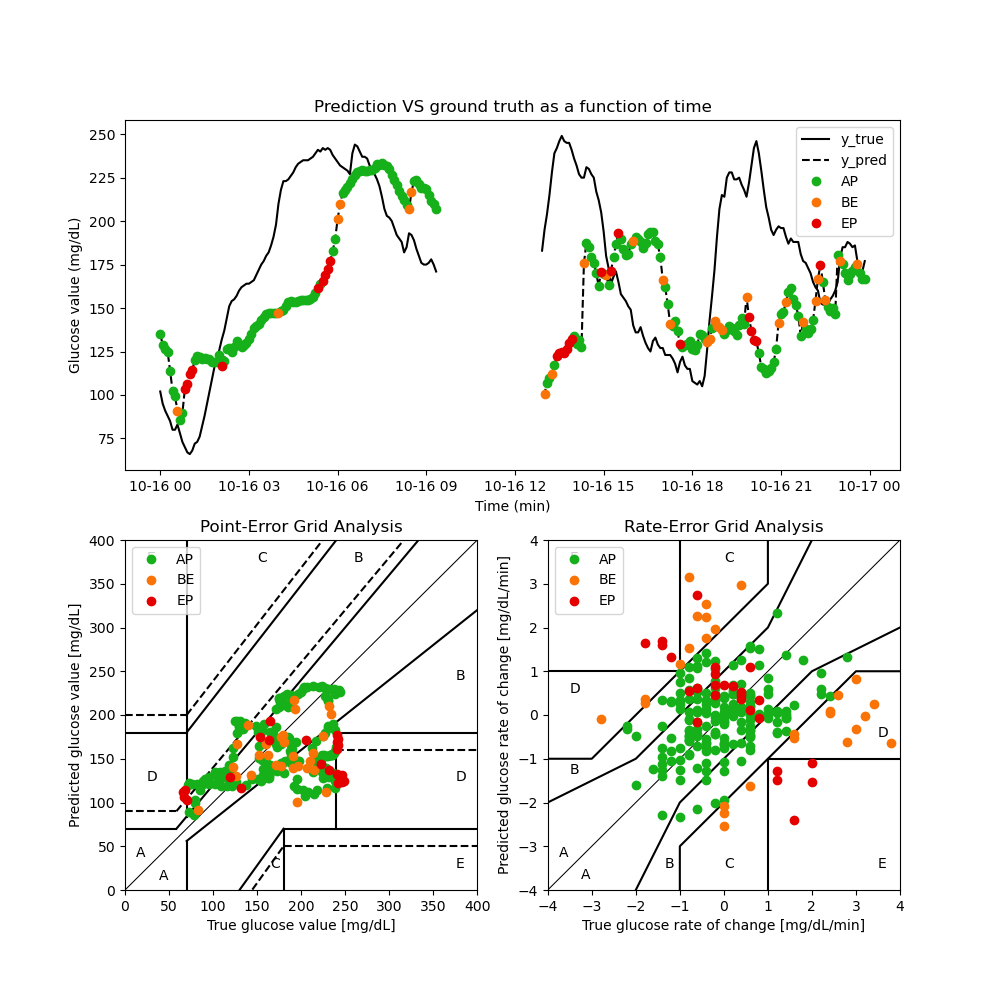 Prediction VS ground truth as a function of time
Glucose value (mg/dL)
250
225
200
175
150
125
100
75
y_true
y_pred
AP
BE
EP
10-16 00
10-16 03
10-16 06
10-16 09
10-16 12
10-16 15
10-16 18
10-16 21
10-17 00
Time (min)
Point-Error Grid Analysis
Predicted glucose value [mg/dL]
400
350
300
250
200
150
100
50
0
AP
BE
EP
C
B
B
D
D
A
A
C
E
0
50
100
150
200
250
300
350
400
True glucose value [mg/dL]
Rate-Error Grid Analysis
Predicted glucose rate of change [mg/dL/min]
4
3
2
1
0
−1
−2
−3
−4
AP
BE
EP
C
D
D
B
A
A
B
C
E
−4
−3
−2
−1
0
1
2
3
4
True glucose rate of change [mg/dL/min]